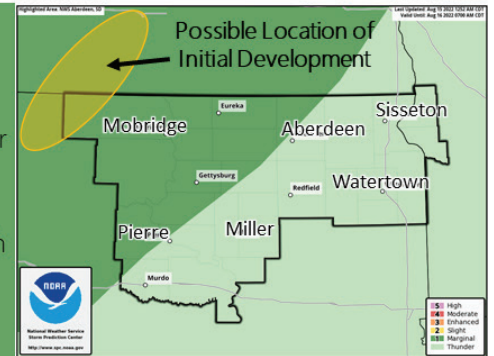 Highlighted Area: NWS Aberdeen, SD
Last Updated: Aug 15 2022 1252 AM CDT
Valid Until: Aug 16 2022 0700 AM CDT
Possible Location of
Initial Development
Eureka
Sisseton
Mobridge
Aberdeen
Gettysburg
Redfield
Watertown
Pierre
Miller
Murdo
NOAA
National Weather Service
Storm Prediction Center
http://www.spc.noaa.gov
5 High
4 Moderate
3 Enhanced
2 Slight
1 Marginal
Thunder